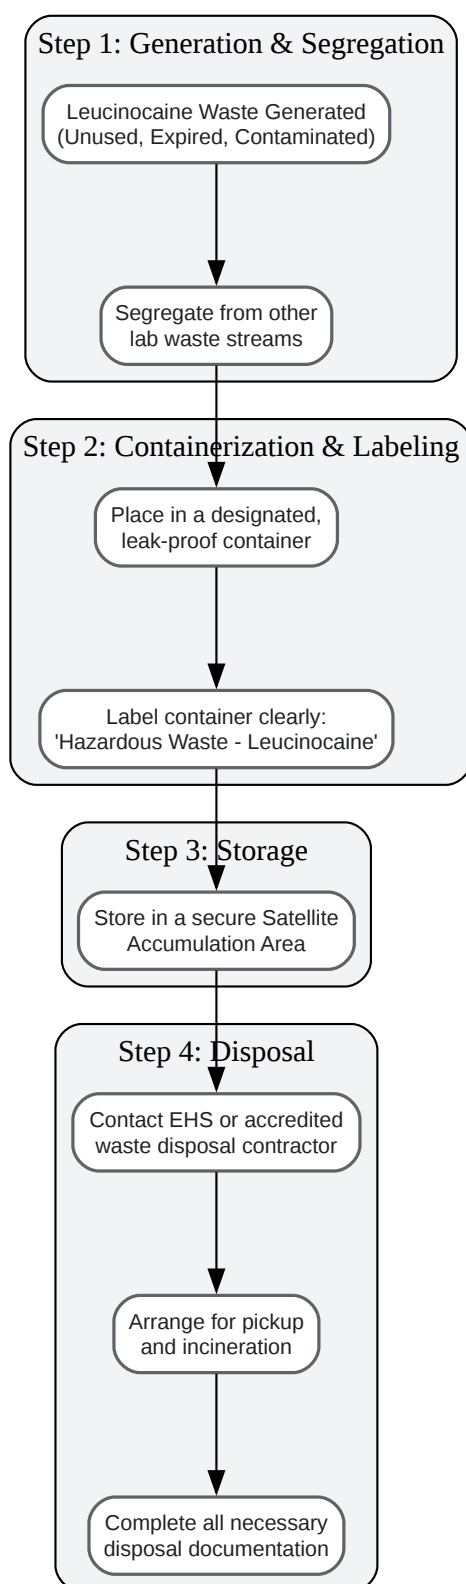 Step 1: Generation & Segregation
Leucinocaine Waste Generated
(Unused, Expired, Contaminated)
Segregate from other
lab waste streams
Step 2: Containerization & Labeling
Place in a designated,
leak-proof container
Label container clearly:
'Hazardous Waste - Leucinocaine'
Step 3: Storage
Store in a secure Satellite
Accumulation Area
Step 4: Disposal
Contact EHS or accredited
waste disposal contractor
Arrange for pickup
and incineration
Complete all necessary
disposal documentation